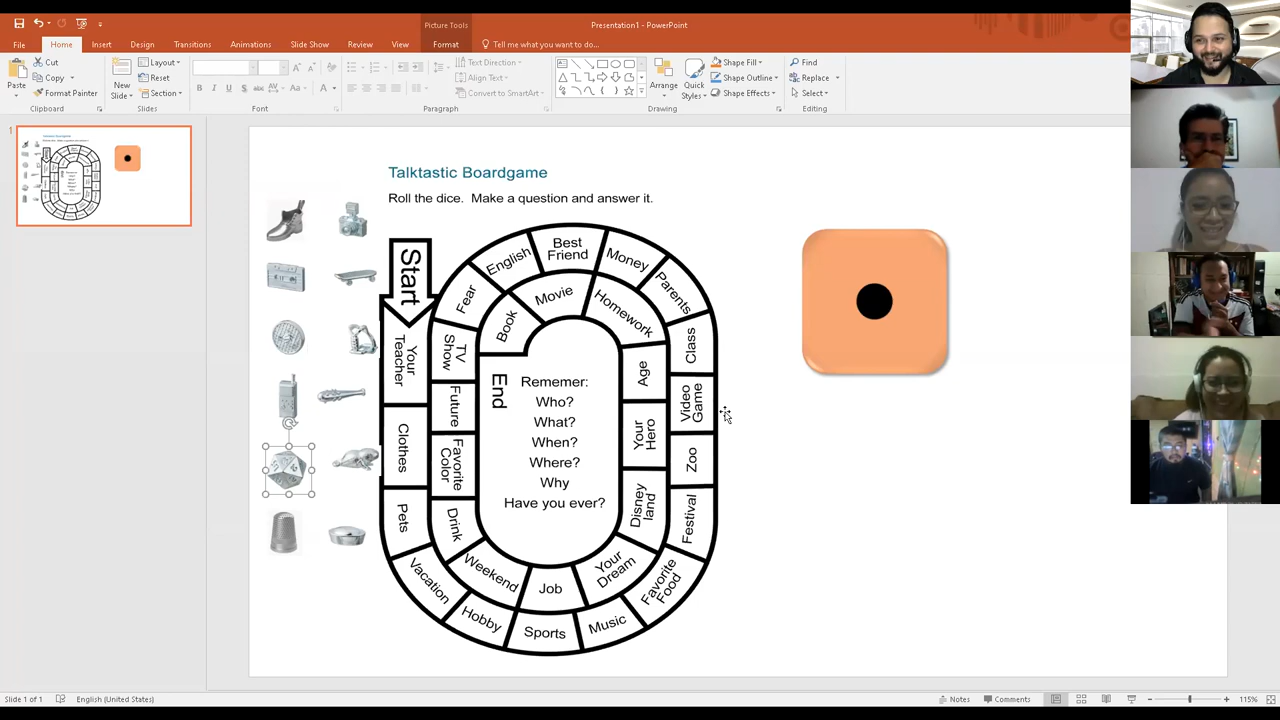 Picture Tools
Presentation1 - PowerPoint
File Home Insert Design Transitions Animations Slide Show Review View Format Tell me what you want to do...
Cut
Copy
Format Painter
Paste
Clipboard
New Slide
Layout
Reset
Section
Slides
B I U S abc AV Aa A
Font
Text Direction
Align Text
Convert to SmartArt
Paragraph
Arrange
Quick Styles
Shape Fill
Shape Outline
Shape Effects
Drawing
Find
Replace
Select
Editing
1
Talktastic Boardgame
Roll the dice. Make a question and answer it.
Start
Your Teacher
Clothes
Pets
Vacation
Hobby
Sports
Music
Favorite Food
Festival
Zoo
Video Game
Class
Parents
Money
Best Friend
English
Fear
TV Show
Future
Favorite Color
Drink
Weekend
Job
Your Dream
Disney land
Your Hero
Age
Homework
Movie
Book
End
Rememer:
Who?
What?
When?
Where?
Why
Have you ever?
Slide 1 of 1
English (United States)
Notes
Comments
115%